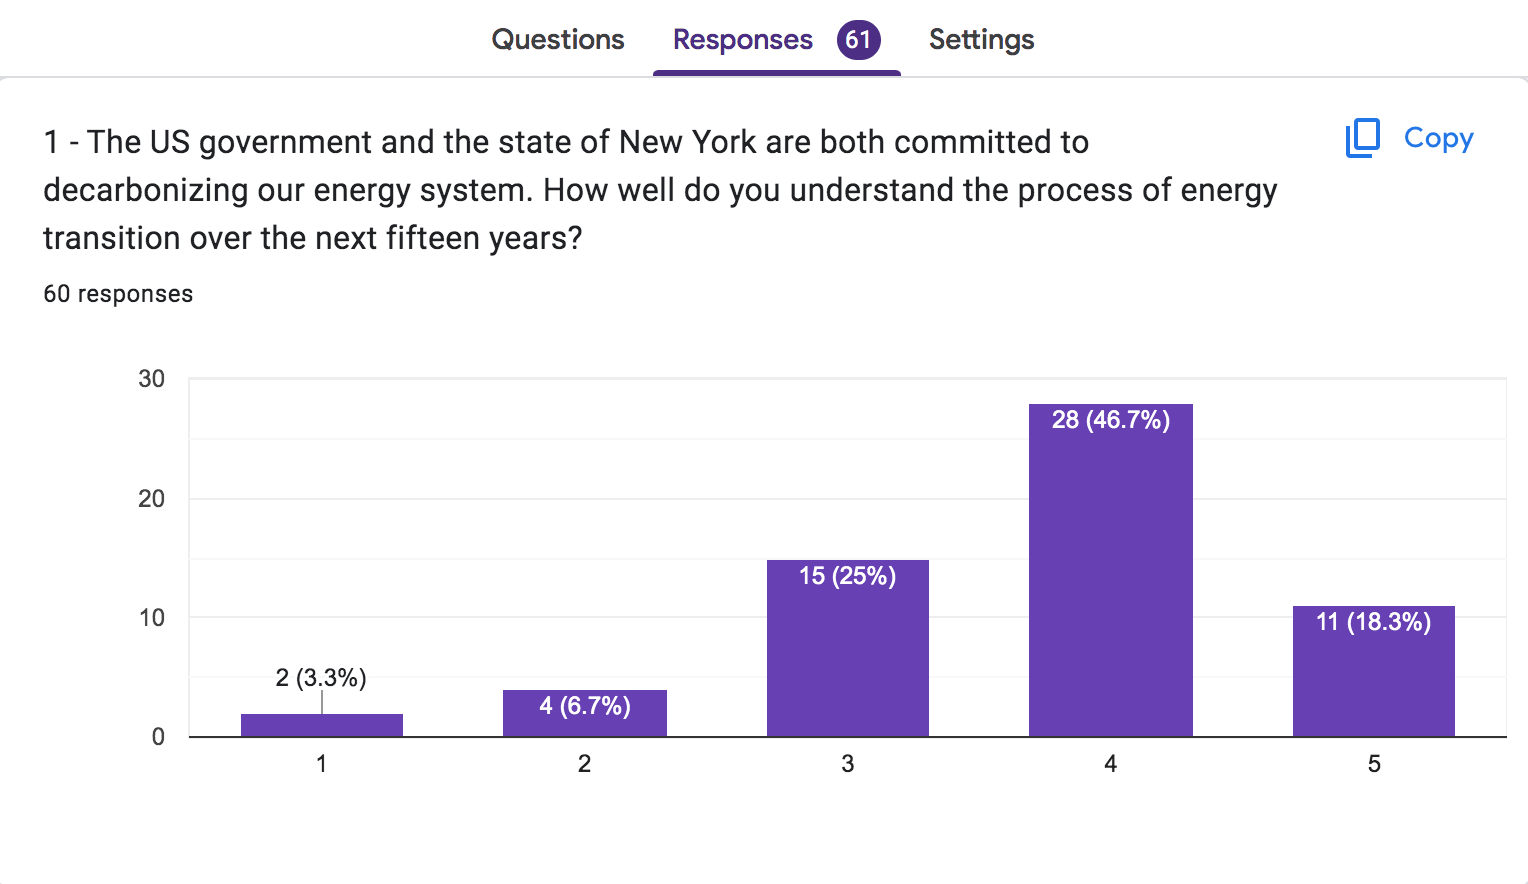 Questions Responses 61 Settings
1 - The US government and the state of New York are both committed to
decarbonizing our energy system. How well do you understand the process of energy
transition over the next fifteen years?
Copy
60 responses
30
20
10
0
2 (3.3%)
4 (6.7%)
15 (25%)
28 (46.7%)
11 (18.3%)
1 2 3 4 5